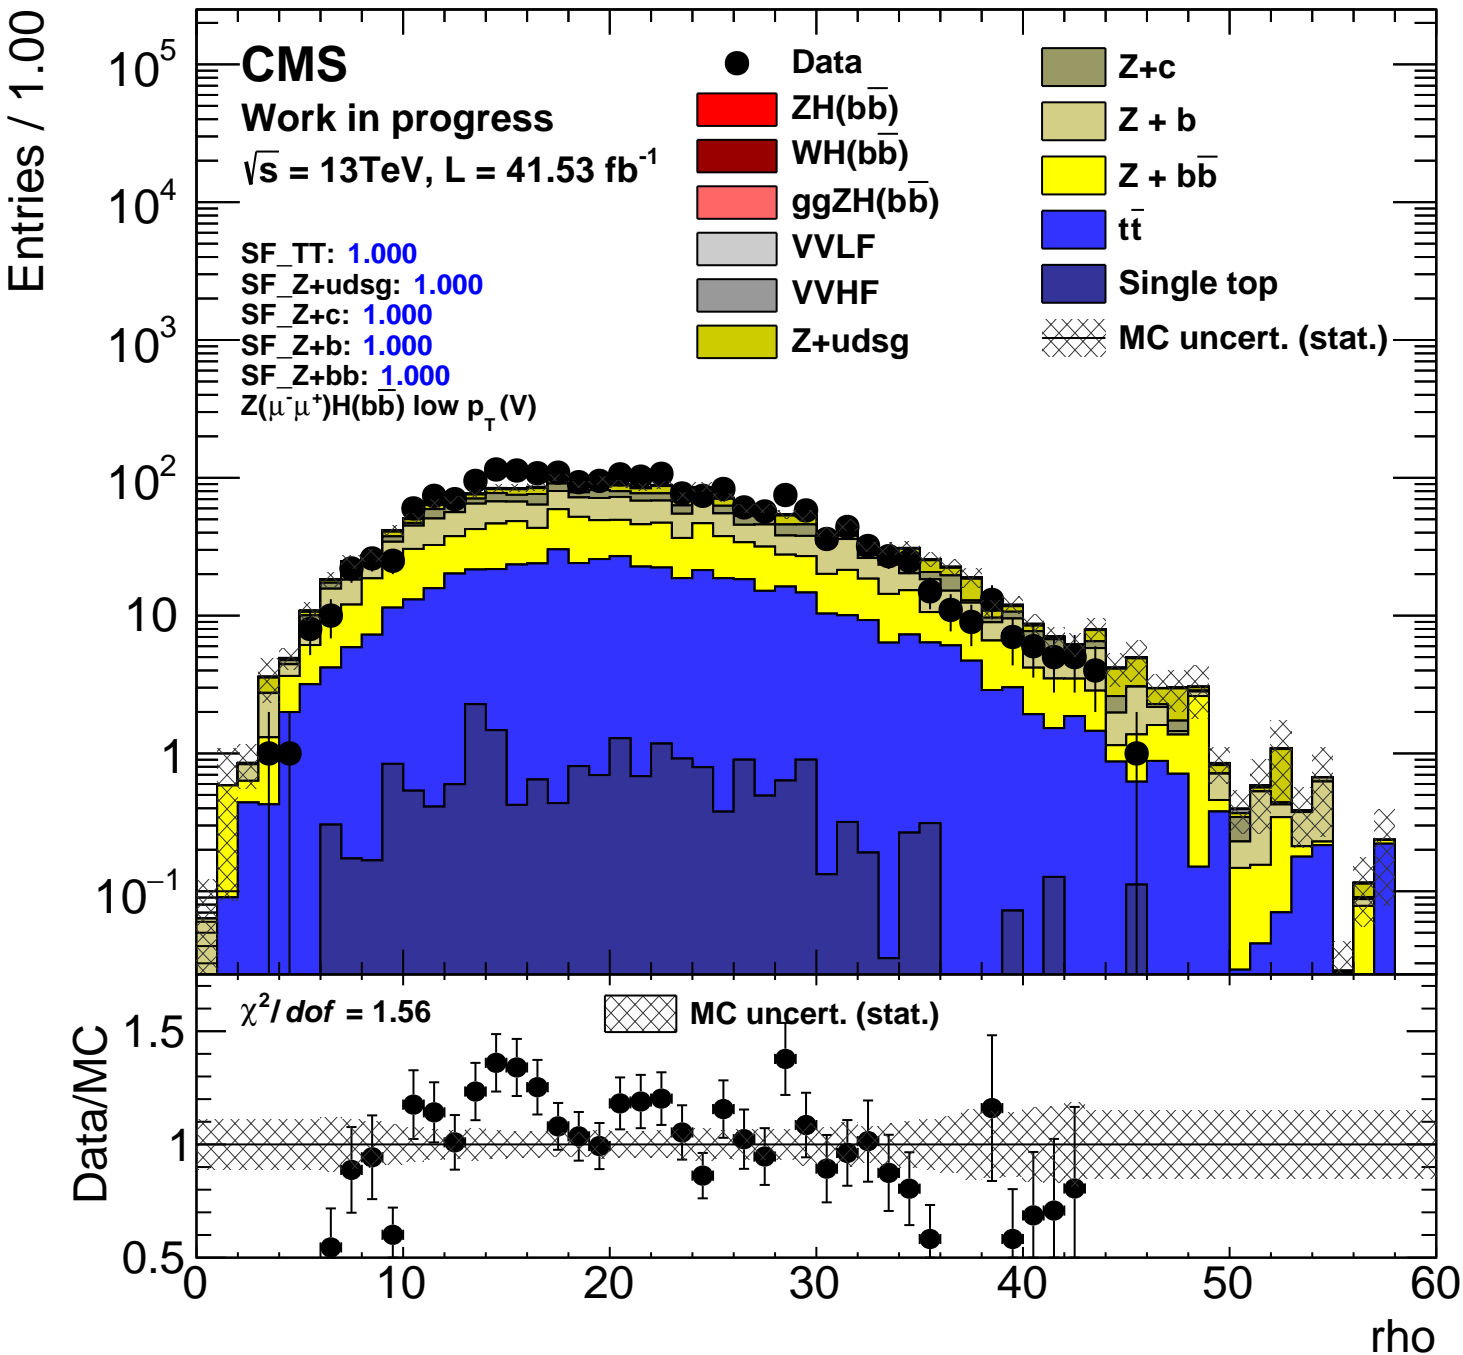 Entries / 1.00
10⁵
10⁴
10³
10²
10
1
10⁻¹
CMS
Work in progress
√s = 13TeV, L = 41.53 fb⁻¹
SF_TT: 1.000
SF_Z+udsg: 1.000
SF_Z+c: 1.000
SF_Z+b: 1.000
SF_Z+bb: 1.000
Z(μ⁻μ⁺)H(bb̅) low p_T(V)
Data
ZH(bb̅)
WH(bb̅)
ggZH(bb̅)
VVLF
VVHF
Z+udsg
Z+c
Z + b
Z + bb̅
tt̅
Single top
MC uncert. (stat.)
Data/MC
1.5
1
0.5
χ²/dof = 1.56
MC uncert. (stat.)
0 10 20 30 40 50 60
rho